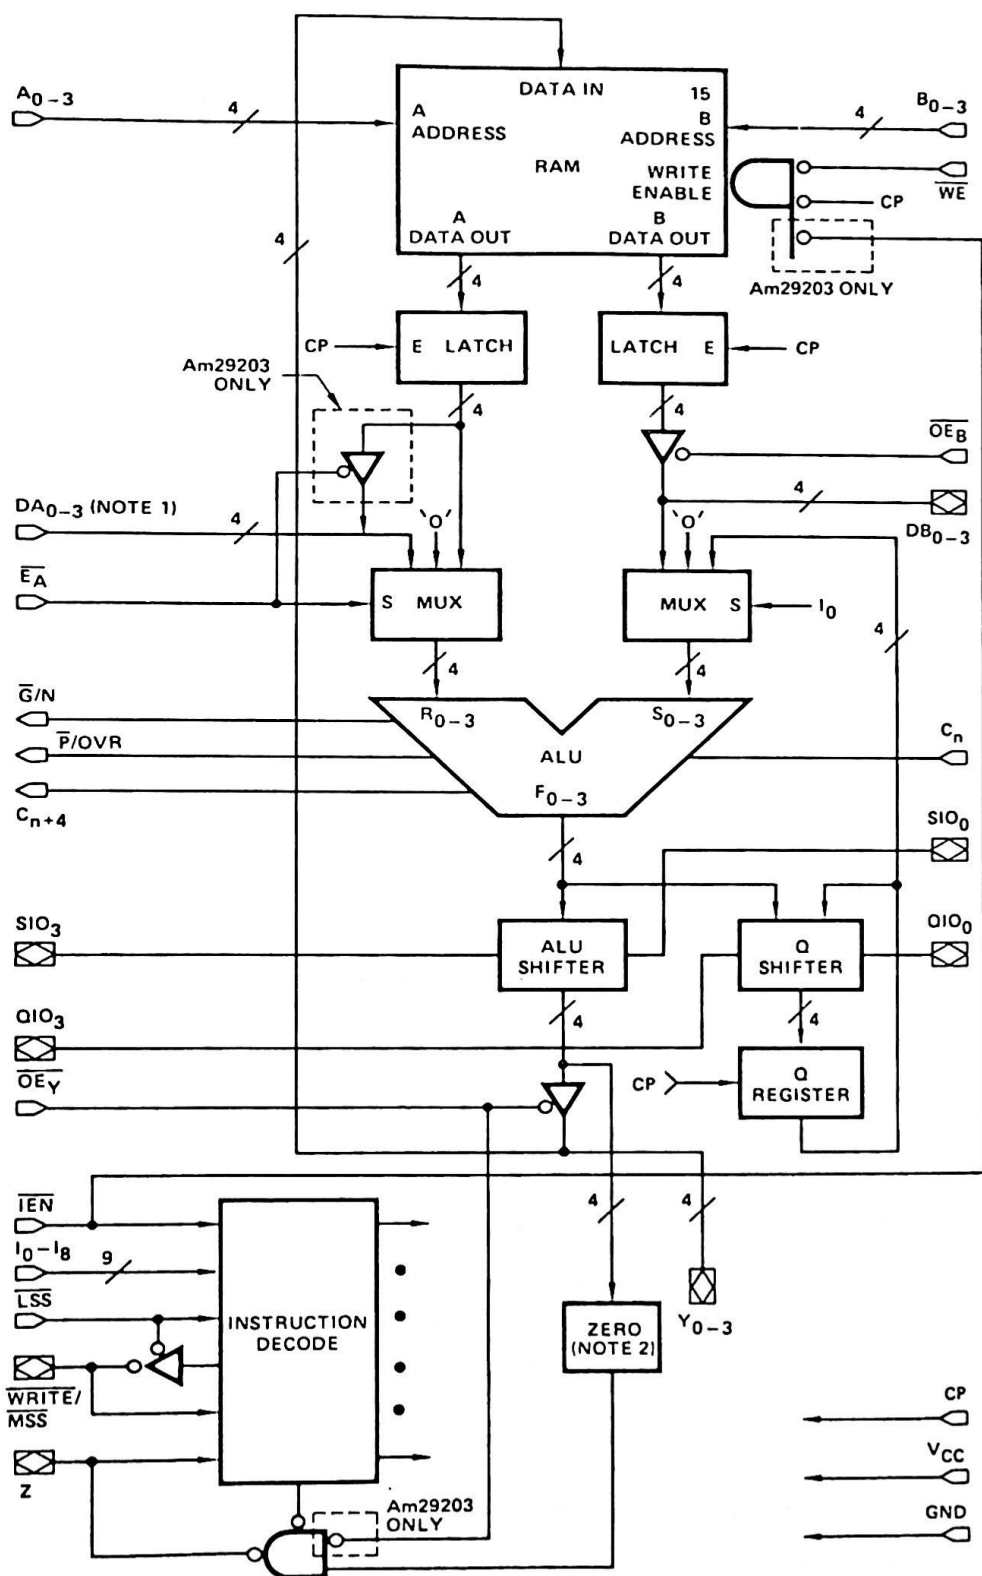 DATA IN
A0-3
4
A
ADDRESS
15
B
ADDRESS
4
B0-3
RAM
WRITE
ENABLE
WE
CP
A
DATA OUT
B
DATA OUT
4
4
4
Am29203 ONLY
CP
E LATCH
LATCH E
CP
Am29203
ONLY
4
4
OEB
DA0-3 (NOTE 1)
4
'0'
'0'
4
DB0-3
EA
S MUX
MUX S
I0
4
4
4
G/N
R0-3
S0-3
P/OVR
ALU
Cn
F0-3
Cn+4
4
SIO0
SIO3
ALU
SHIFTER
Q
SHIFTER
QIO0
QIO3
4
4
OEY
CP
Q
REGISTER
IEN
4
4
I0-I8
9
LSS
INSTRUCTION
DECODE
ZERO
(NOTE 2)
Y0-3
WRITE/
MSS
CP
Z
VCC
Am29203
ONLY
GND